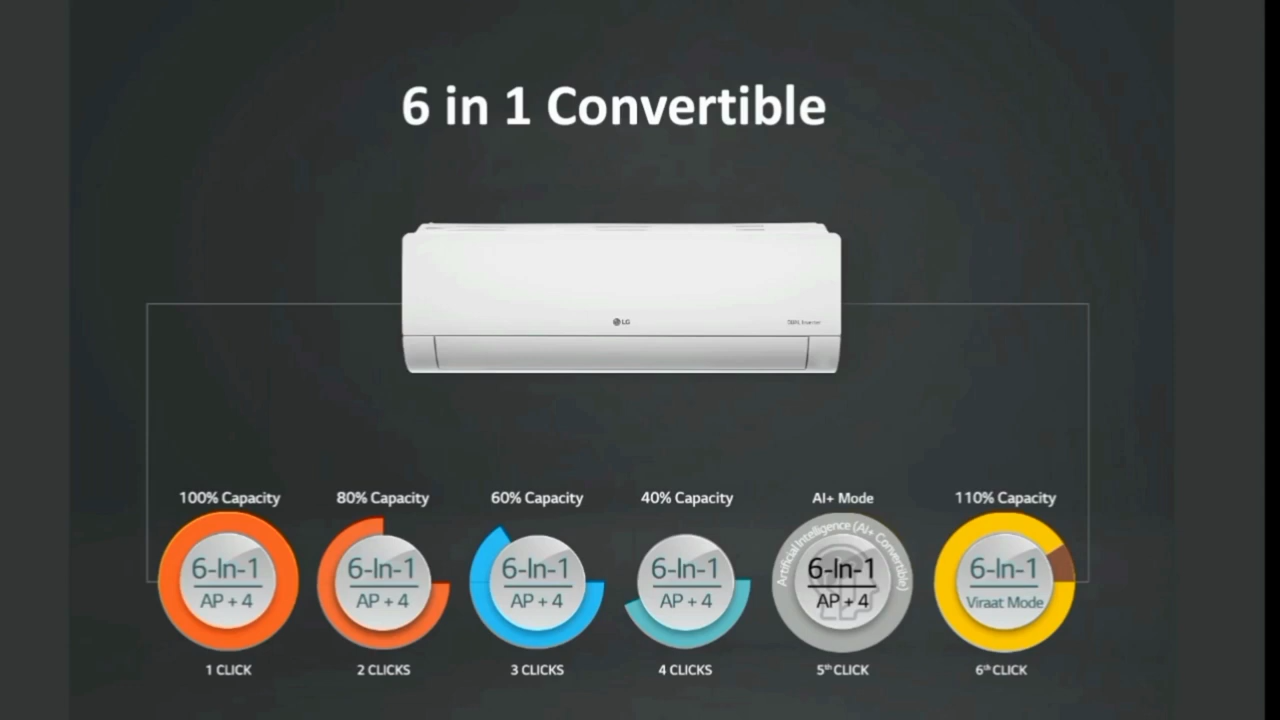 6 in 1 Convertible
LG
DUAL Inverter
100% Capacity
80% Capacity
60% Capacity
40% Capacity
AI+ Mode
110% Capacity
6-In-1
AP + 4
6-In-1
AP + 4
6-In-1
AP + 4
6-In-1
AP + 4
Artificial Intelligence (AI+ Convertible)
6-In-1
AP + 4
6-In-1
Viraat Mode
1 CLICK
2 CLICKS
3 CLICKS
4 CLICKS
5th CLICK
6th CLICK